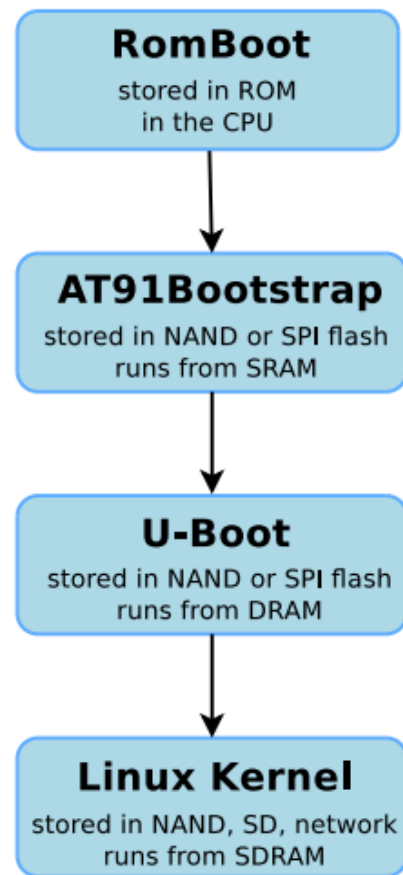 RomBoot
stored in ROM
in the CPU
AT91Bootstrap
stored in NAND or SPI flash
runs from SRAM
U-Boot
stored in NAND or SPI flash
runs from DRAM
Linux Kernel
stored in NAND, SD, network
runs from SDRAM